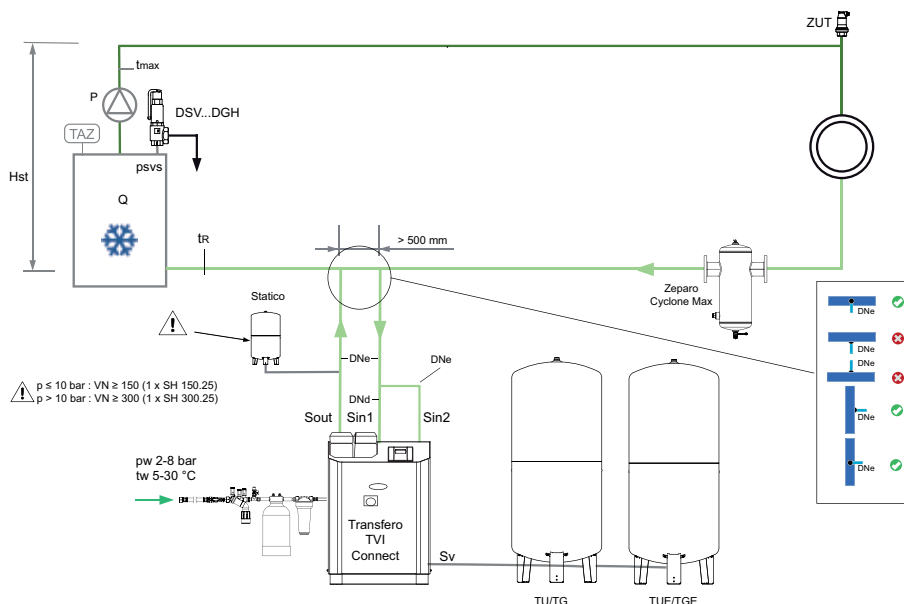 ZUT
tmax
P
DSV...DGH
TAZ
psvs
Hst
Q
> 500 mm
tR
Zeparo
Cyclone Max
Statico
DNe
DNe
DNe
DNe
DNe
DNe
DNe
DNd
p ≤ 10 bar : VN ≥ 150 (1 x SH 150.25)
p > 10 bar : VN ≥ 300 (1 x SH 300.25)
Sout
Sin1
Sin2
pw 2-8 bar
tw 5-30 °C
Transfero
TVI
Connect
Sv
TU/TG
TUE/TGE